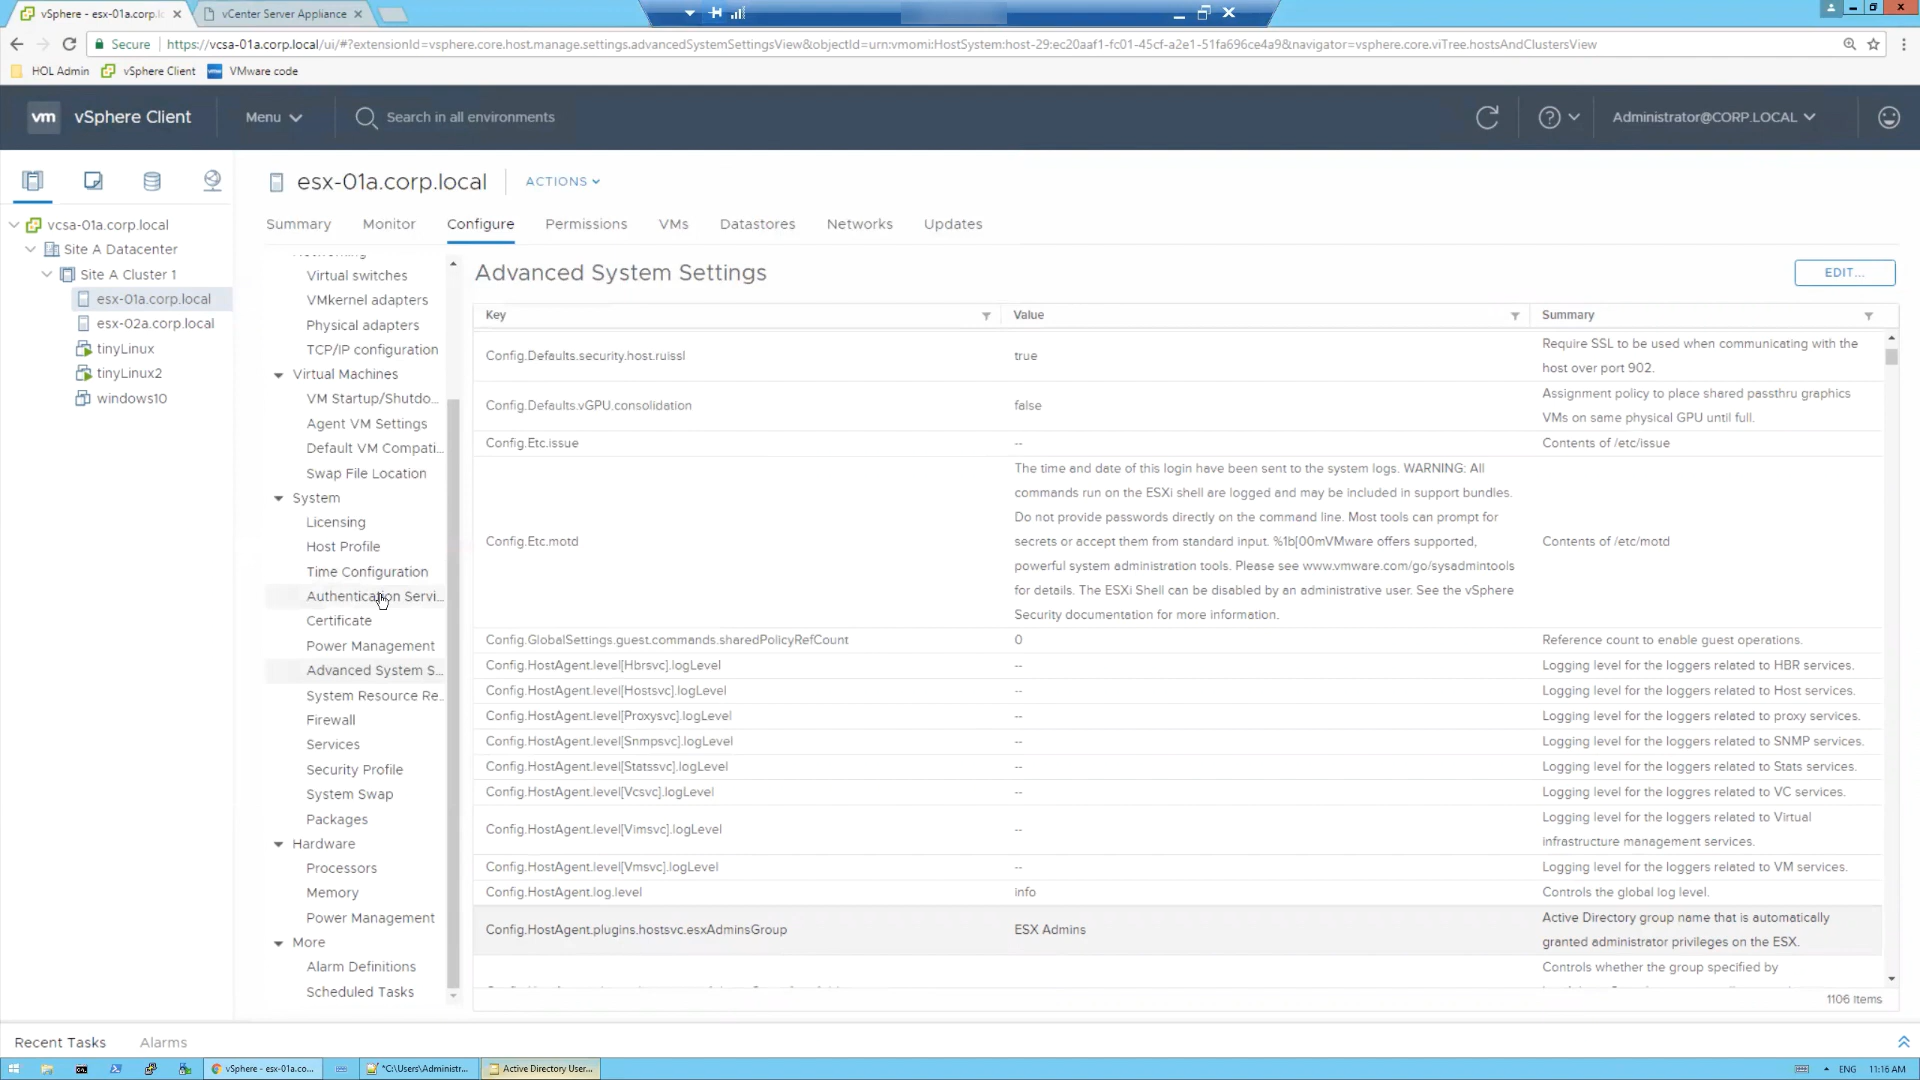 vSphere - esx-01a.corp.l
vCenter Server Appliance
Secure
https://vcsa-01a.corp.local/ui/#?extensionId=vsphere.core.host.manage.settings.advancedSystemSettingsView&objectId=urn:vmomi:HostSystem:host-29:ec20aaf1-fc01-45cf-a2e1-51fa696ce4a9&navigator=vsphere.core.viTree.hostsAndClustersView
HOL Admin
vSphere Client
VMware code
vm
vSphere Client
Menu
Search in all environments
Administrator@CORP.LOCAL
vcsa-01a.corp.local
Site A Datacenter
Site A Cluster 1
esx-01a.corp.local
esx-02a.corp.local
tinyLinux
tinyLinux2
windows10
esx-01a.corp.local
ACTIONS
Summary
Monitor
Configure
Permissions
VMs
Datastores
Networks
Updates
Networking
Virtual switches
VMkernel adapters
Physical adapters
TCP/IP configuration
Virtual Machines
VM Startup/Shutdo...
Agent VM Settings
Default VM Compati...
Swap File Location
System
Licensing
Host Profile
Time Configuration
Authentication Servi...
Certificate
Power Management
Advanced System S...
System Resource Re...
Firewall
Services
Security Profile
System Swap
Packages
Hardware
Processors
Memory
Power Management
More
Alarm Definitions
Scheduled Tasks
Advanced System Settings
EDIT...
Key
Value
Summary
Config.Defaults.security.host.ruissl
true
Require SSL to be used when communicating with the
host over port 902.
Config.Defaults.vGPU.consolidation
false
Assignment policy to place shared passthru graphics
VMs on same physical GPU until full.
Config.Etc.issue
--
Contents of /etc/issue
Config.Etc.motd
The time and date of this login have been sent to the system logs. WARNING: All
commands run on the ESXi shell are logged and may be included in support bundles.
Do not provide passwords directly on the command line. Most tools can prompt for
secrets or accept them from standard input. %1b[00mVMware offers supported,
powerful system administration tools. Please see www.vmware.com/go/sysadmintools
for details. The ESXi Shell can be disabled by an administrative user. See the vSphere
Security documentation for more information.
Contents of /etc/motd
Config.GlobalSettings.guest.commands.sharedPolicyRefCount
0
Reference count to enable guest operations.
Config.HostAgent.level[Hbrsvc].logLevel
--
Logging level for the loggers related to HBR services.
Config.HostAgent.level[Hostsvc].logLevel
--
Logging level for the loggers related to Host services.
Config.HostAgent.level[Proxysvc].logLevel
--
Logging level for the loggers related to proxy services.
Config.HostAgent.level[Snmpsvc].logLevel
--
Logging level for the loggers related to SNMP services.
Config.HostAgent.level[Statssvc].logLevel
--
Logging level for the loggers related to Stats services.
Config.HostAgent.level[Vcsvc].logLevel
--
Logging level for the loggres related to VC services.
Config.HostAgent.level[Vimsvc].logLevel
--
Logging level for the loggers related to Virtual
infrastructure management services.
Config.HostAgent.level[Vmsvc].logLevel
--
Logging level for the loggers related to VM services.
Config.HostAgent.log.level
info
Controls the global log level.
Config.HostAgent.plugins.hostsvc.esxAdminsGroup
ESX Admins
Active Directory group name that is automatically
granted administrator privileges on the ESX.
Controls whether the group specified by
1106 items
Recent Tasks
Alarms
vSphere - esx-01a.co...
*C:\Users\Administr...
Active Directory User...
ENG
11:16 AM